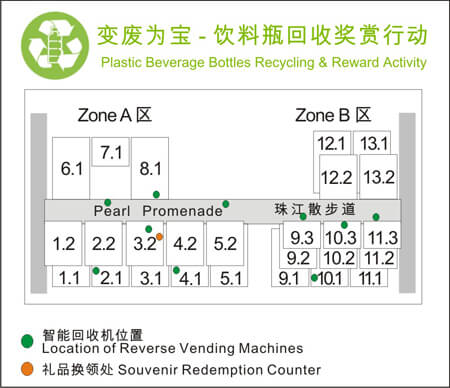 变废为宝 - 饮料瓶回收奖赏行动
Plastic Beverage Bottles Recycling & Reward Activity
Zone A 区 Zone B 区
12.1 13.1
7.1
6.1 8.1 12.2 13.2
Pearl Promenade 珠江散步道
1.2 2.2 3.2 4.2 5.2 9.3 10.3 11.3
9.2 10.2 11.2
1.1 2.1 3.1 4.1 5.1 9.1 10.1 11.1
智能回收机位置
Location of Reverse Vending Machines
礼品换领处 Souvenir Redemption Counter